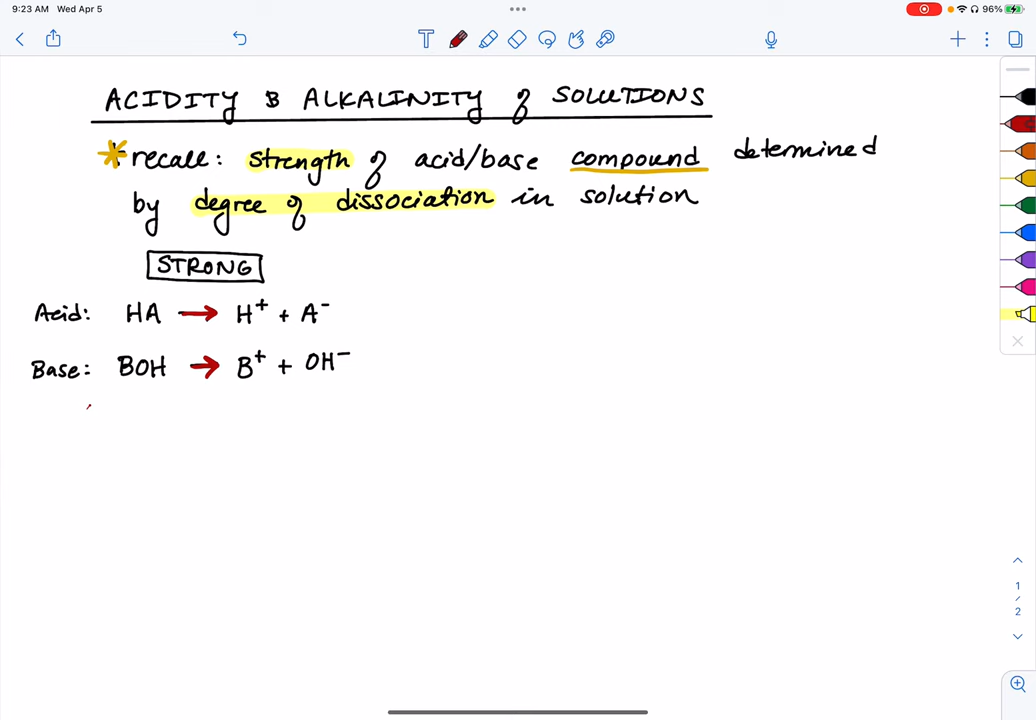 9:23 AM Wed Apr 5
96%
T
ACIDITY & ALKALINITY of SOLUTIONS
* recall: strength of acid/base compound determined
by degree of dissociation in solution
STRONG
Acid: HA → H⁺ + A⁻
Base: BOH → B⁺ + OH⁻
1
/
2